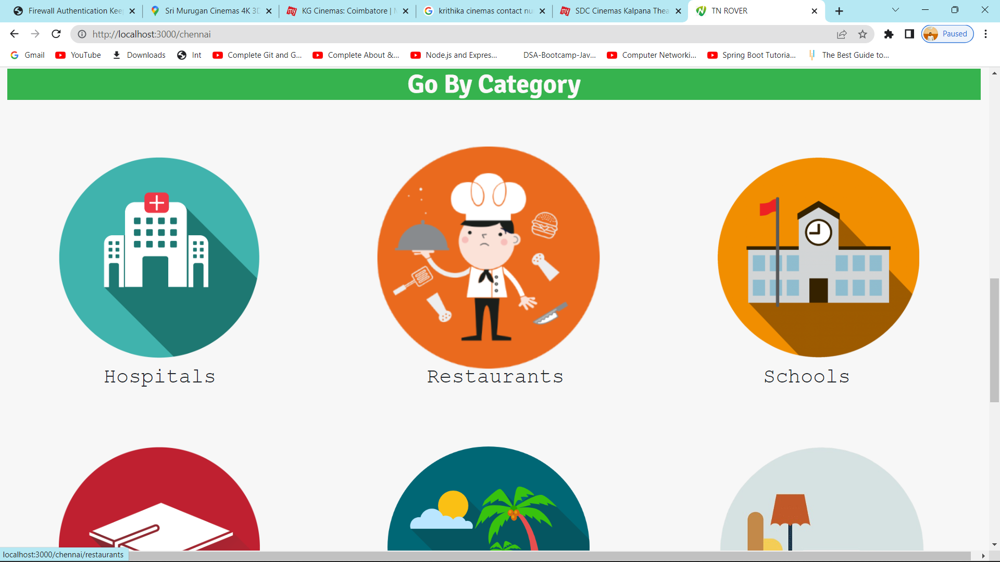 Firewall Authentication Kee
Sri Murugan Cinemas 4K 3D
KG Cinemas: Coimbatore |
krithika cinemas contact nu
SDC Cinemas Kalpana Thea
TN ROVER
http://localhost:3000/chennai
Paused
Gmail
YouTube
Downloads
Int
Complete Git and G...
Complete About &...
Node.js and Expres...
DSA-Bootcamp-Jav...
Computer Networki...
Spring Boot Tutoria...
The Best Guide to...
Go By Category
Hospitals
Restaurants
Schools
localhost:3000/chennai/restaurants